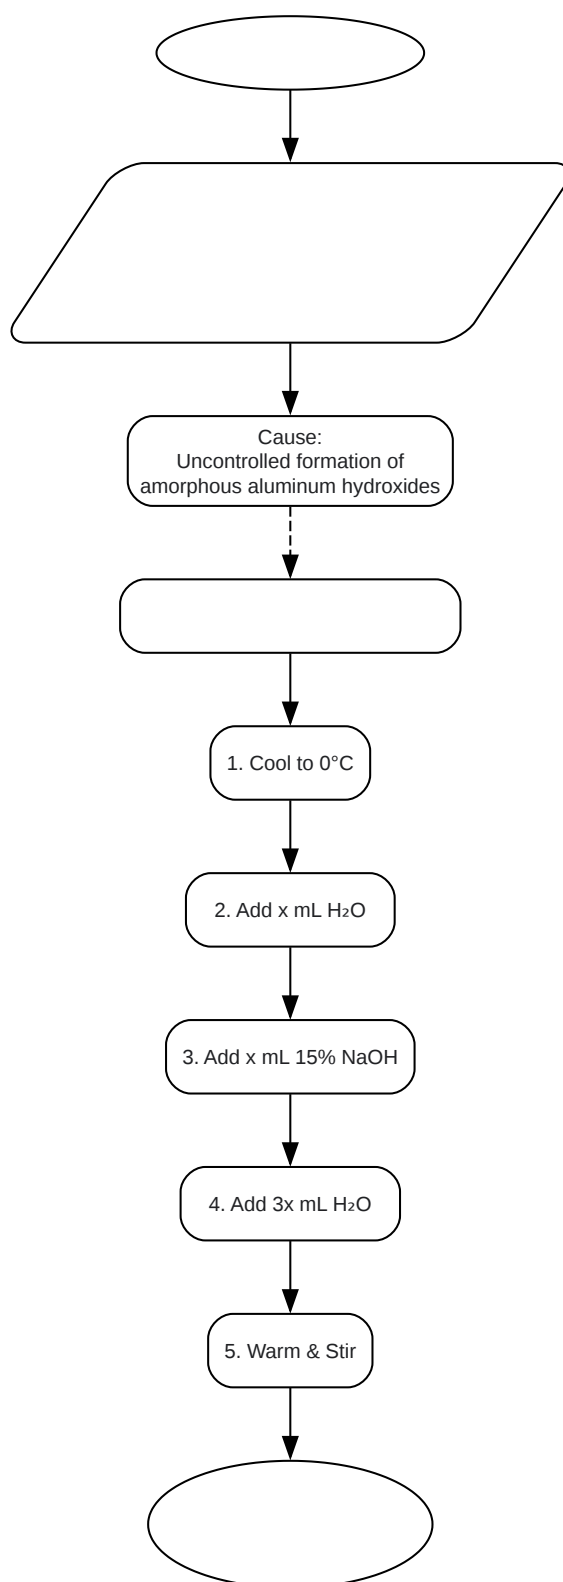 Cause:
Uncontrolled formation of
amorphous aluminum hydroxides
1. Cool to 0°C
2. Add x mL H₂O
3. Add x mL 15% NaOH
4. Add 3x mL H₂O
5. Warm & Stir